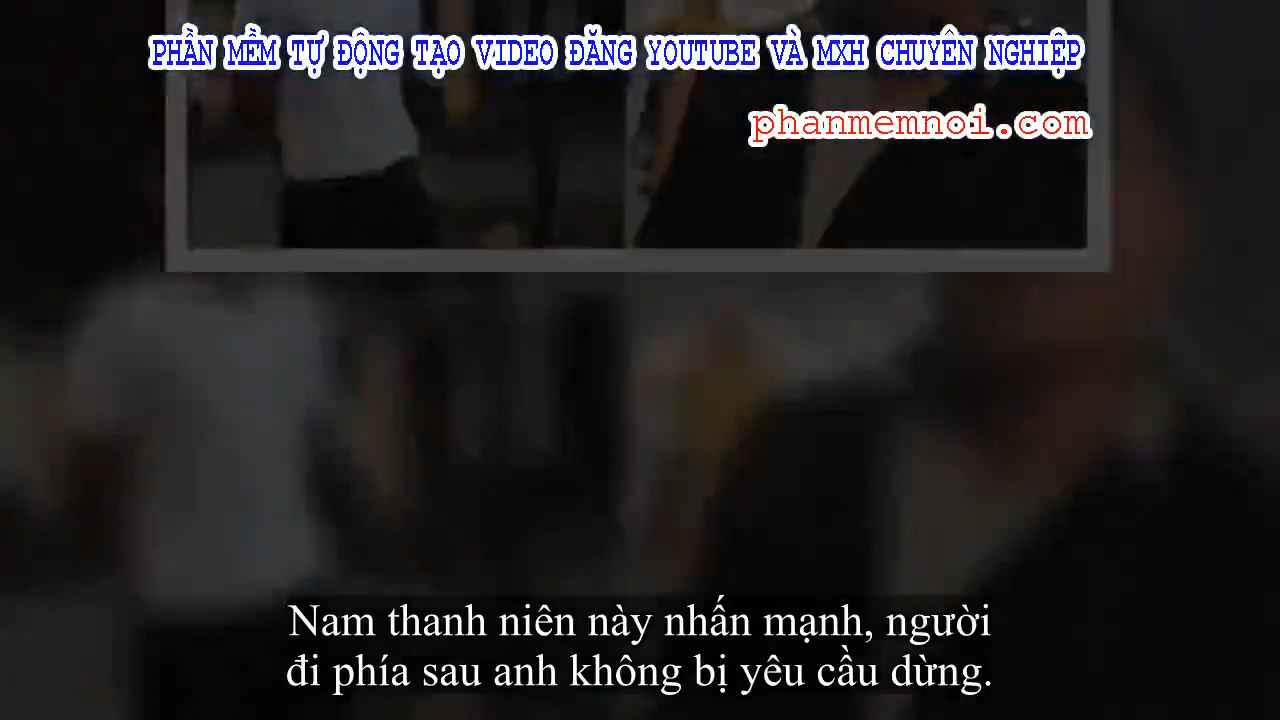 PHẦN MỀM TỰ ĐỘNG TẠO VIDEO ĐĂNG YOUTUBE VÀ MXH CHUYÊN NGHIỆP
phanmemnoi.com
Nam thanh niên này nhấn mạnh, người
đi phía sau anh không bị yêu cầu dừng.